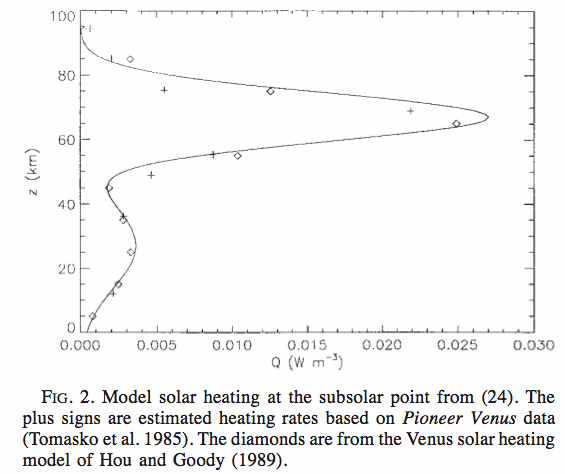 100
80
60
40
20
0
z (km)
0.000 0.005 0.010 0.015 0.020 0.025 0.030
Q (W m⁻³)
FIG. 2. Model solar heating at the subsolar point from (24). The
plus signs are estimated heating rates based on Pioneer Venus data
(Tomasko et al. 1985). The diamonds are from the Venus solar heating
model of Hou and Goody (1989).